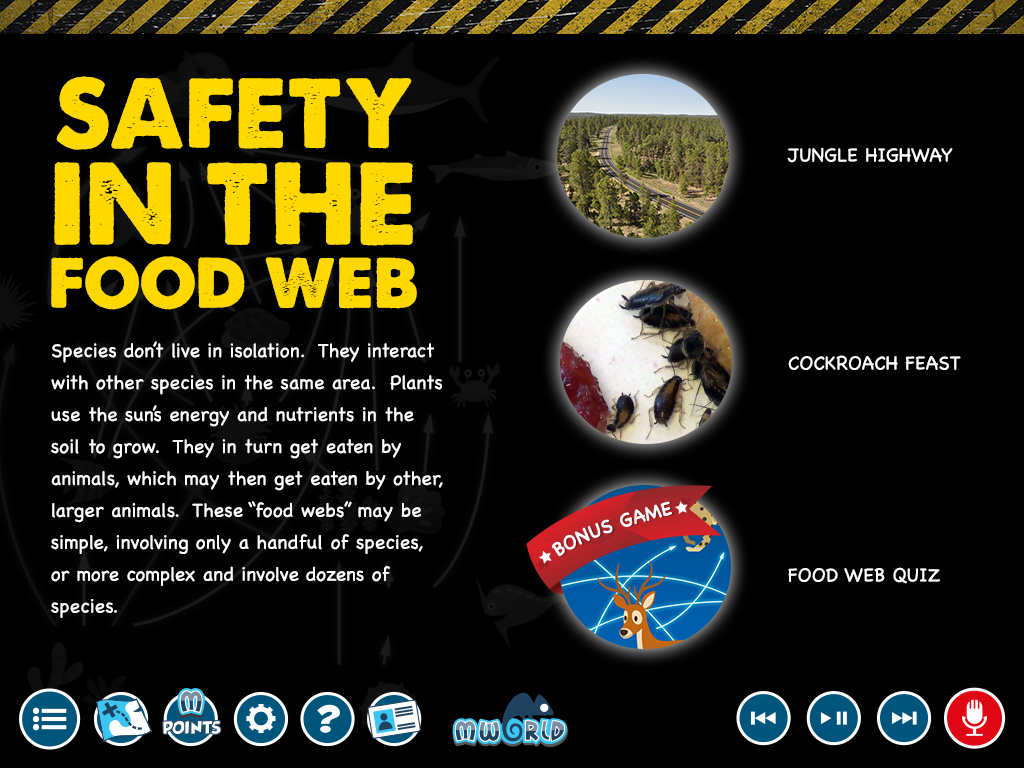 SAFETY
IN THE
FOOD WEB
Species don't live in isolation.  They interact
with other species in the same area.  Plants
use the sun's energy and nutrients in the
soil to grow.  They in turn get eaten by
animals, which may then get eaten by other,
larger animals.  These “food webs” may be
simple, involving only a handful of species,
or more complex and involve dozens of
species.
JUNGLE HIGHWAY
COCKROACH FEAST
BONUS GAME
FOOD WEB QUIZ
M
POINTS
?
MWORLD